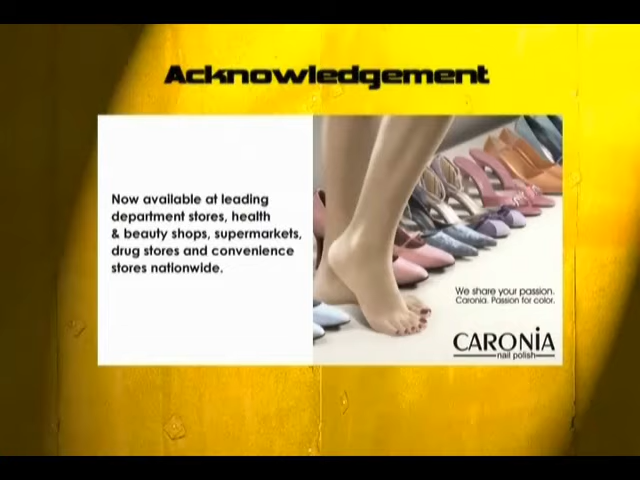 Acknowledgement
Now available at leading
department stores, health
& beauty shops, supermarkets,
drug stores and convenience
stores nationwide.
We share your passion.
Caronia. Passion for color.
CARONiA
nail polish